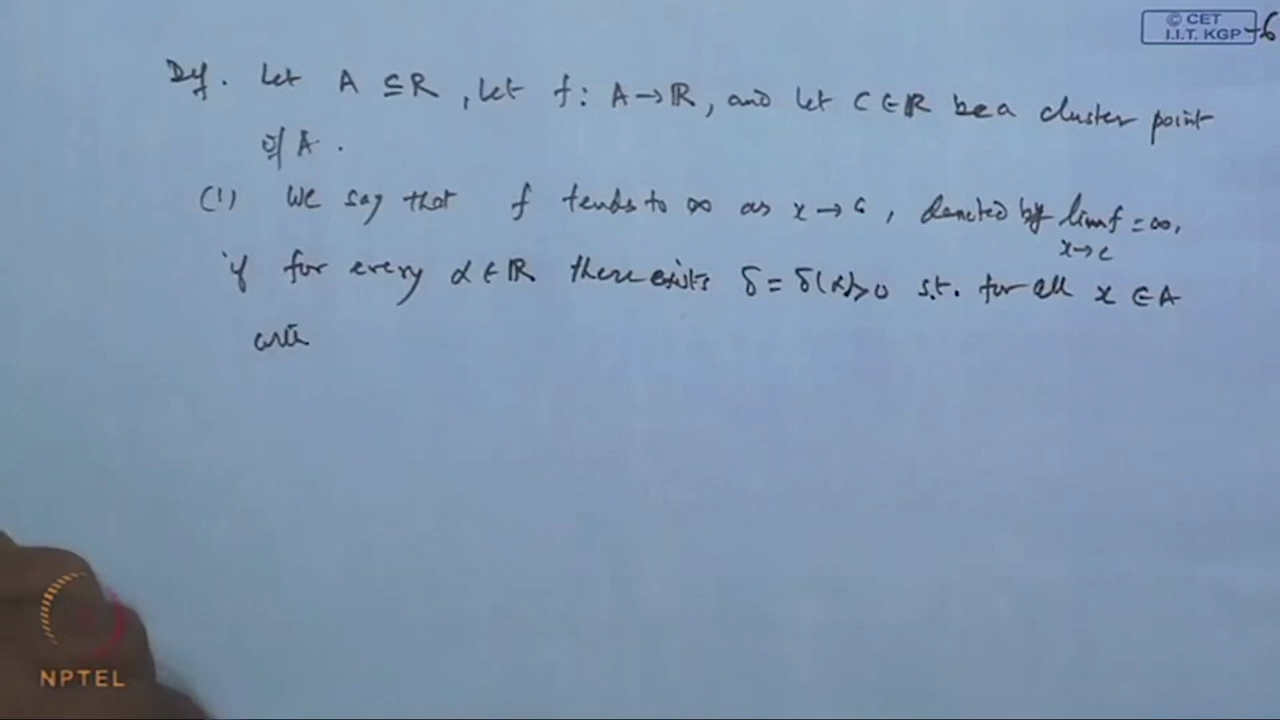 © CET
I.I.T. KGP
-6
Def. Let A ⊆ R, let f: A→R, and let C∈R be a cluster point
of A.
(1) We say that f tends to ∞ as x→c, denoted by lim f = ∞,
x→c
if for every α∈R there exists δ = δ(α)>0 s.t. for all x ∈A
with
NPTEL